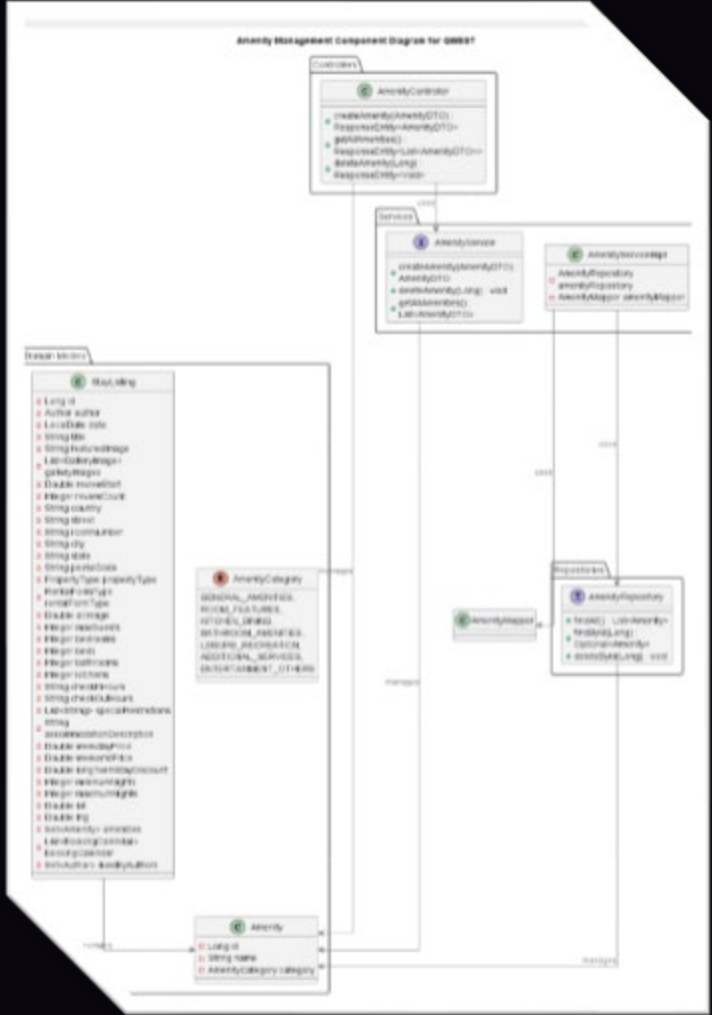 Amenity Management Component Diagram for QWEST
Controllers
AmenityController
createAmenity(AmenityDTO) :
ResponseEntity<AmenityDTO>
getAllAmenities() :
ResponseEntity<List<AmenityDTO>>
deleteAmenity(Long) :
ResponseEntity<Void>
uses
Services
AmenityService
createAmenity(AmenityDTO) :
AmenityDTO
deleteAmenity(Long) : void
getAllAmenities() :
List<AmenityDTO>
AmenityServiceImpl
AmenityRepository
amenityRepository
AmenityMapper amenityMapper
Domain Models
StayListing
Long id
Author author
LocalDate date
String title
String featuredImage
List<GalleryImage>
galleryImages
Double reviewStart
Integer reviewCount
String country
String street
String roomNumber
String city
String state
String postalCode
PropertyType propertyType
RentalFormType
rentalFormType
Double acreage
Integer maxGuests
Integer bedrooms
Integer beds
Integer bathrooms
Integer kitchens
String checkInHours
String checkOutHours
List<String> specialRestrictions
String
accommodationDescription
Double weekdayPrice
Double weekendPrice
Double longTermStayDiscount
Integer minimumNights
Integer maximumNights
Double lat
Double lng
Set<Amenity> amenities
List<BookingCalendar>
bookingCalendar
Set<Author> likedByAuthors
AmenityCategory
GENERAL_AMENITIES,
ROOM_FEATURES,
KITCHEN_DINING,
BATHROOM_AMENITIES,
LEISURE_RECREATION,
ADDITIONAL_SERVICES,
ENTERTAINMENT_OTHERS
manages
uses
uses
Repositories
AmenityRepository
findAll() : List<Amenity>
findById(Long) :
Optional<Amenity>
deleteById(Long) : void
AmenityMapper
manages
Amenity
Long id
String name
AmenityCategory category
contains
manages